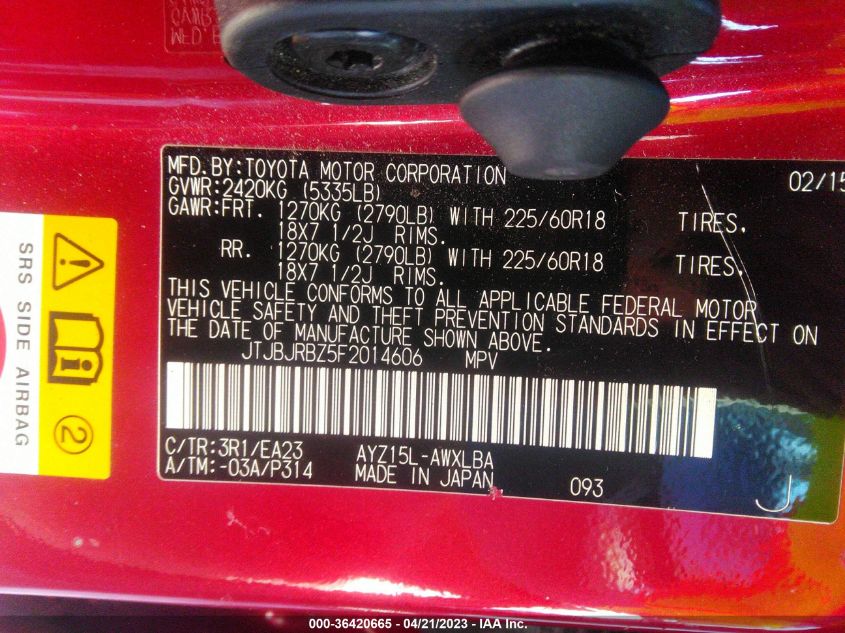 WED
MFD.BY:TOYOTA MOTOR CORPORATION 02/15
GVWR:2420KG (5335LB)
GAWR:FRT. 1270KG (2790LB) WITH 225/60R18 TIRES,
18X7 1/2J RIMS.
RR. 1270KG (2790LB) WITH 225/60R18 TIRES,
18X7 1/2J RIMS.
THIS VEHICLE CONFORMS TO ALL APPLICABLE FEDERAL MOTOR
VEHICLE SAFETY AND THEFT PREVENTION STANDARDS IN EFFECT ON
THE DATE OF MANUFACTURE SHOWN ABOVE.
JTJBJRBZ5F2014606 MPV
C/TR:3R1/EA23 AYZ15L-AWXLBA
A/TM:-03A/P314 MADE IN JAPAN 093
J
SRS SIDE AIRBAG
2
000-36420665 - 04/21/2023 - IAA Inc.